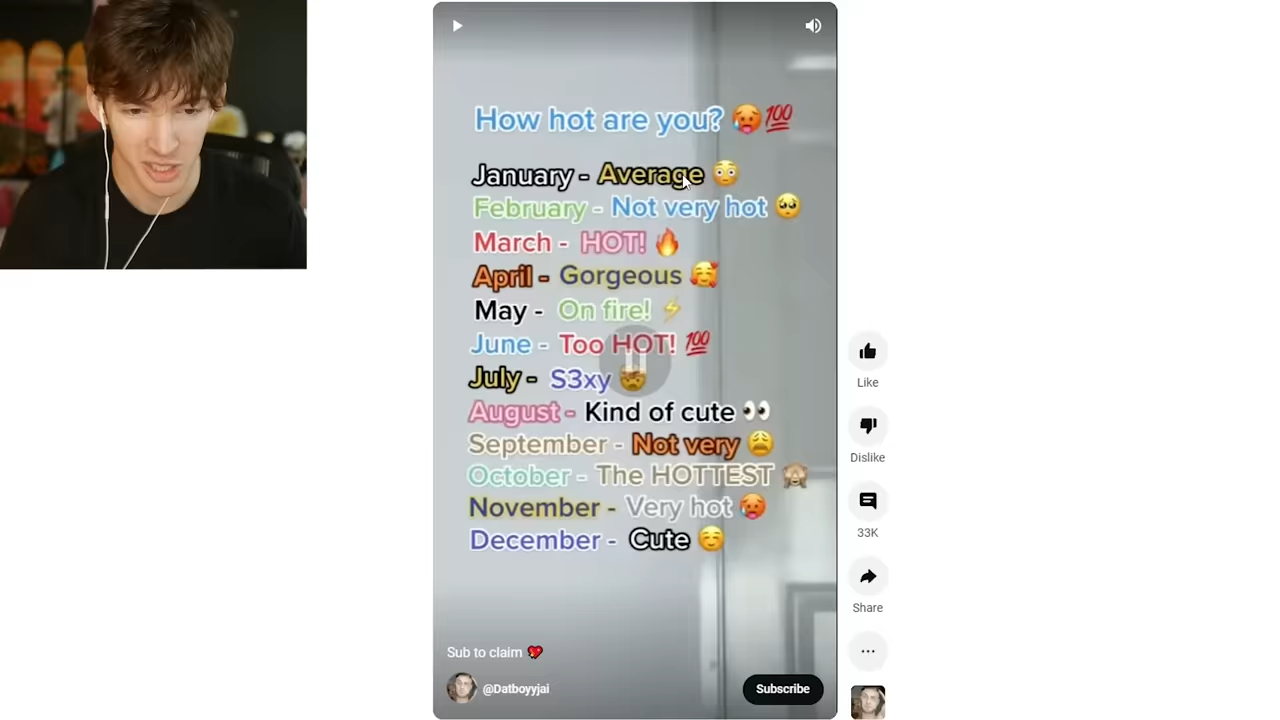 How hot are you? 🥵💯
January - Average 😳
February - Not very hot 🥺
March - HOT! 🔥
April - Gorgeous 🥰
May - On fire! ⚡
June - Too HOT! 💯
July - S3xy 🤯
August - Kind of cute 👀
September - Not very 😩
October - The HOTTEST 🙈
November - Very hot 🥵
December - Cute ☺️
Like
Dislike
33K
Share
Sub to claim 💖
@Datboyyjai
Subscribe